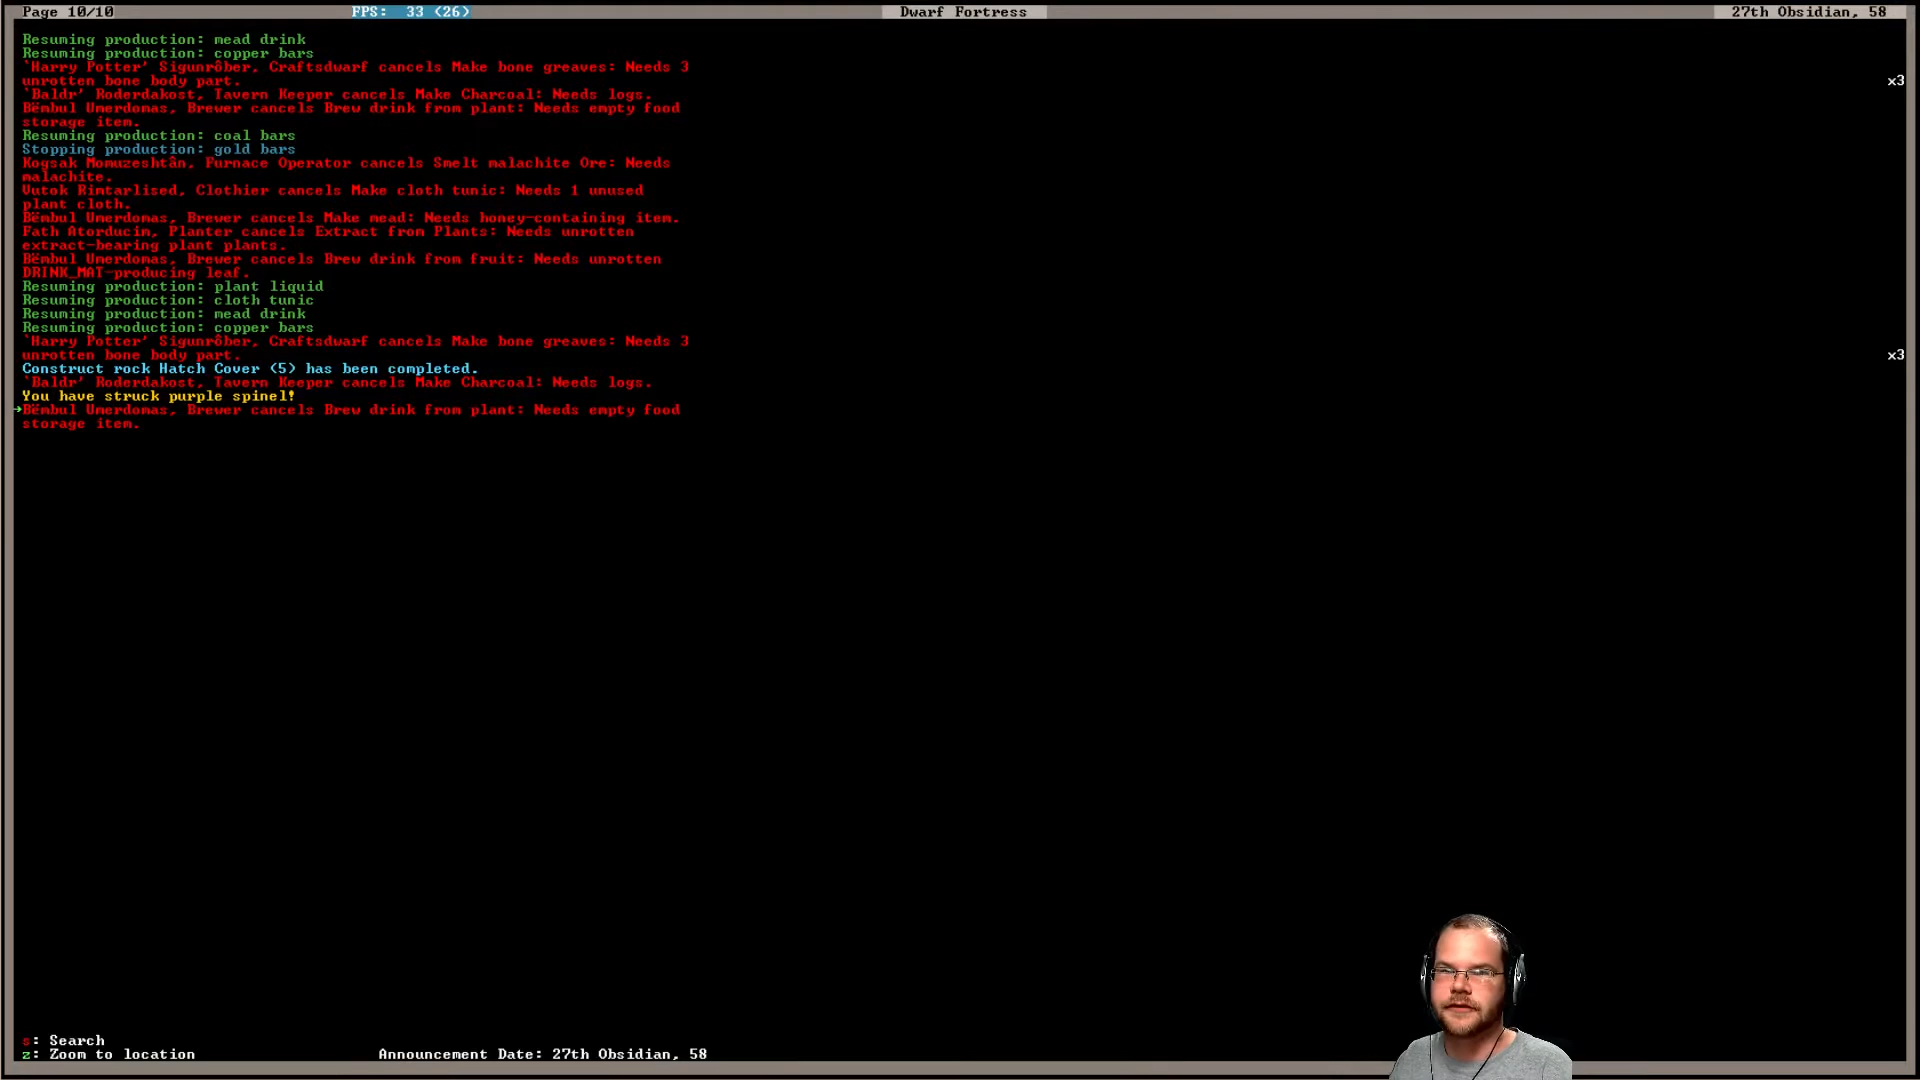 Page 10/10 FPS: 33 (26) Dwarf Fortress 27th Obsidian, 58
Resuming production: mead drink
Resuming production: copper bars
`Harry Potter' Sigunrôber, Craftsdwarf cancels Make bone greaves: Needs 3
unrotten bone body part. x3
`Baldr' Roderdakost, Tavern Keeper cancels Make Charcoal: Needs logs.
Bëmbul Umerdomas, Brewer cancels Brew drink from plant: Needs empty food
storage item.
Resuming production: coal bars
Stopping production: gold bars
Kogsak Momuzeshtân, Furnace Operator cancels Smelt malachite Ore: Needs
malachite.
Vutok Rimtarlised, Clothier cancels Make cloth tunic: Needs 1 unused
plant cloth.
Bëmbul Umerdomas, Brewer cancels Make mead: Needs honey-containing item.
Fath Atorducim, Planter cancels Extract from Plants: Needs unrotten
extract-bearing plant plants.
Bëmbul Umerdomas, Brewer cancels Brew drink from fruit: Needs unrotten
DRINK_MAT-producing leaf.
Resuming production: plant liquid
Resuming production: cloth tunic
Resuming production: mead drink
Resuming production: copper bars
`Harry Potter' Sigunrôber, Craftsdwarf cancels Make bone greaves: Needs 3
unrotten bone body part. x3
Construct rock Hatch Cover (5) has been completed.
`Baldr' Roderdakost, Tavern Keeper cancels Make Charcoal: Needs logs.
You have struck purple spinel!
Bëmbul Umerdomas, Brewer cancels Brew drink from plant: Needs empty food
storage item.
s: Search
z: Zoom to location Announcement Date: 27th Obsidian, 58